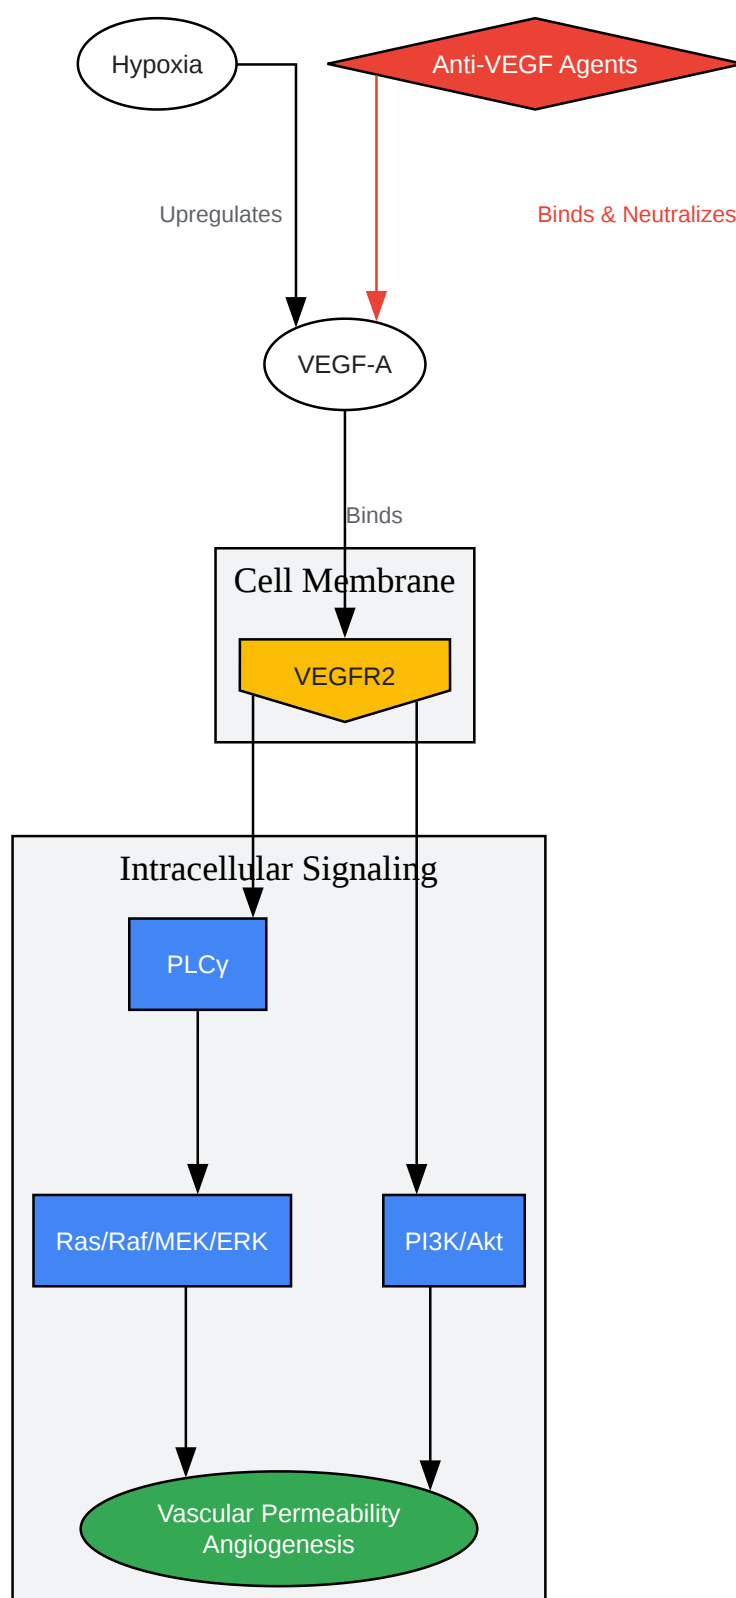 Hypoxia
Anti-VEGF Agents
Upregulates
Binds & Neutralizes
VEGF-A
Binds
Cell Membrane
VEGFR2
Intracellular Signaling
PLCγ
Ras/Raf/MEK/ERK
PI3K/Akt
Vascular Permeability
Angiogenesis